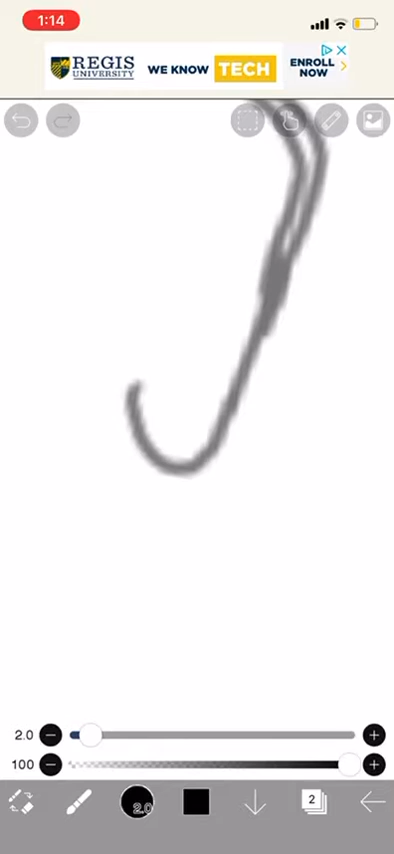 1:14
REGIS
UNIVERSITY
WE KNOW TECH
ENROLL
NOW
2.0
100
2.0
2